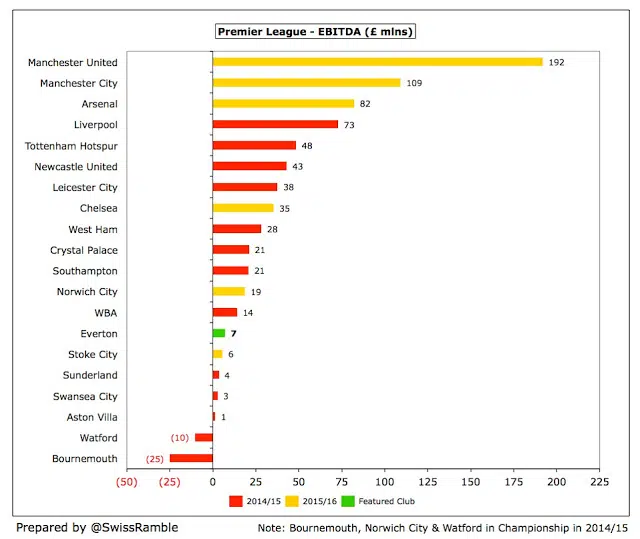 Premier League - EBITDA (£ mlns)
Manchester United 192
Manchester City 109
Arsenal 82
Liverpool 73
Tottenham Hotspur 48
Newcastle United 43
Leicester City 38
Chelsea 35
West Ham 28
Crystal Palace 21
Southampton 21
Norwich City 19
WBA 14
Everton 7
Stoke City 6
Sunderland 4
Swansea City 3
Aston Villa 1
Watford (10)
Bournemouth (25)
(50) (25) 0 25 50 75 100 125 150 175 200 225
2014/15 2015/16 Featured Club
Prepared by @SwissRamble Note: Bournemouth, Norwich City & Watford in Championship in 2014/15